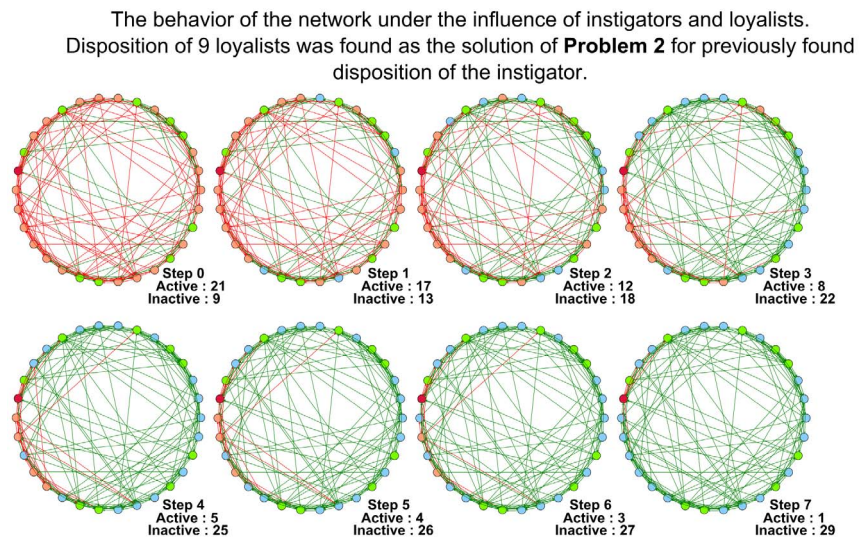 The behavior of the network under the influence of instigators and loyalists.
Disposition of 9 loyalists was found as the solution of Problem 2 for previously found
disposition of the instigator.
Step 0
Active : 21
Inactive : 9
Step 1
Active : 17
Inactive : 13
Step 2
Active : 12
Inactive : 18
Step 3
Active : 8
Inactive : 22
Step 4
Active : 5
Inactive : 25
Step 5
Active : 4
Inactive : 26
Step 6
Active : 3
Inactive : 27
Step 7
Active : 1
Inactive : 29